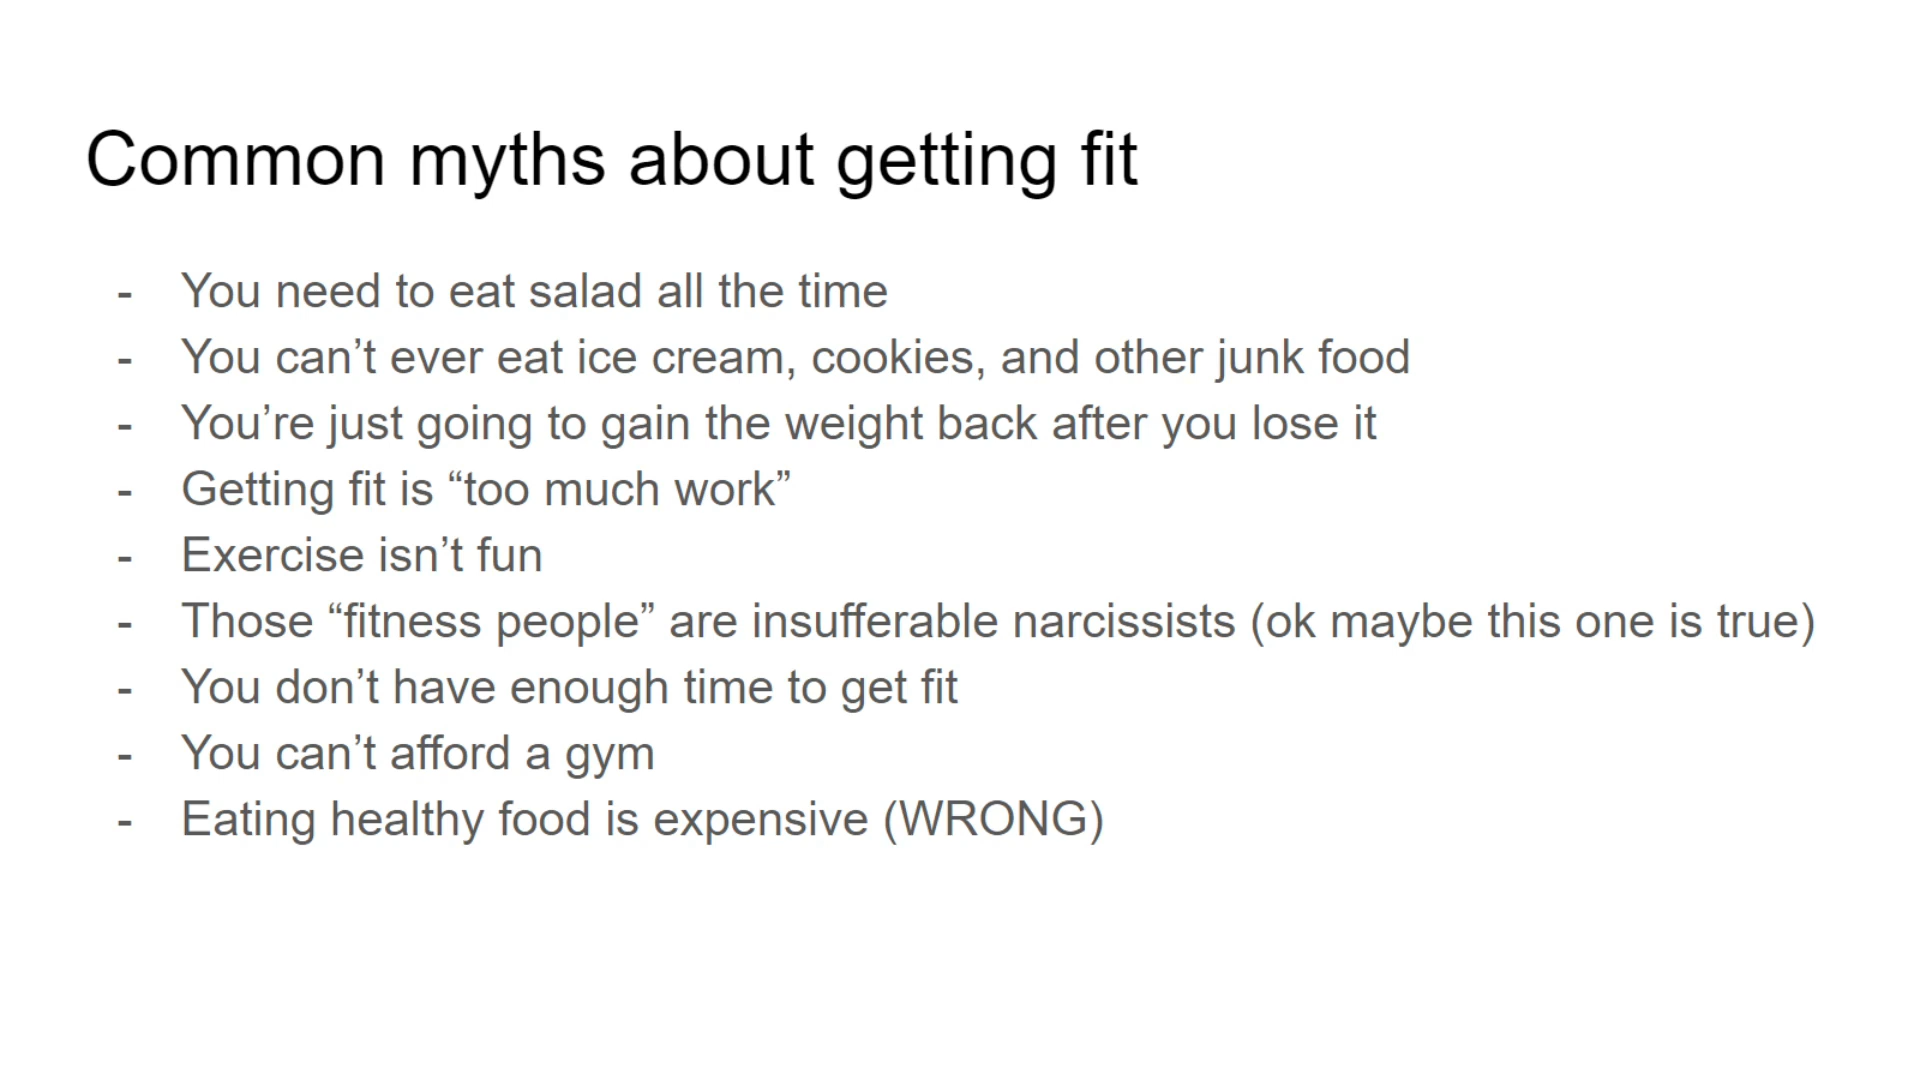 Common myths about getting fit
- You need to eat salad all the time
- You can’t ever eat ice cream, cookies, and other junk food
- You’re just going to gain the weight back after you lose it
- Getting fit is “too much work”
- Exercise isn’t fun
- Those “fitness people” are insufferable narcissists (ok maybe this one is true)
- You don’t have enough time to get fit
- You can’t afford a gym
- Eating healthy food is expensive (WRONG)